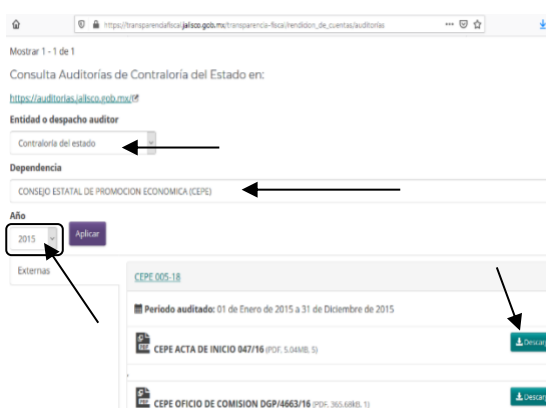 https://transparenciafiscal.jalisco.gob.mx/transparencia-fiscal/rendicion_de_cuentas/auditorias
Mostrar 1 - 1 de 1
Consulta Auditorías de Contraloría del Estado en:
https://auditorias.jalisco.gob.mx/
Entidad o despacho auditor
Contraloría del estado
Dependencia
CONSEJO ESTATAL DE PROMOCION ECONOMICA (CEPE)
Año
2015
Aplicar
Externas
CEPE 005-18
Periodo auditado: 01 de Enero de 2015 a 31 de Diciembre de 2015
CEPE ACTA DE INICIO 047/16 (PDF, 5.04MB, 5)
Descarg
,
CEPE OFICIO DE COMISION DGP/4663/16 (PDF, 365.68kB, 1)
Descarg